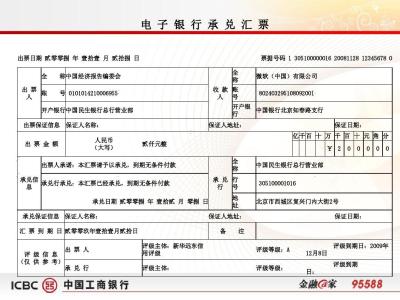 电子银行承兑汇票
出票日期 贰零零捌 年 壹拾壹 月 贰拾捌 日 票据号码 1 305100000016 20081128 12345678 0
出票人 全 称 中国经济报告编委会 收款人 全称 微软（中国）有限公司
账 号 0101014210006955 账号 802403295108092001
开户银行 中国民生银行总行营业部 开户银行 中国银行北京知春路支行
出票保证信息 保证人名称： 保证人地址： 保证日期：
出票金额 人民币（大写） 贰仟元整 亿 千 百 十 万 千 百 十 元 角 分
¥ 2 0 0 0 0 0
承兑信息 出票人承诺：本汇票请予以承兑，到期无条件付款 承兑行 全称 中国民生银行总行营业部
承兑行承兑：本汇票已经承兑，到期无条件付款 行号 305100001016
承兑日期 贰零零捌 年 壹拾贰 月 零捌 日 地址 北京市西城区复兴门内大街2号
承兑保证信息 保证人名称： 保证人地址： 保证日期：
汇票到期日 贰零零玖年壹拾贰月零捌日 备 注
评级信息（仅供参考） 出票人 评级主体：新华远东信用评级 评级等级：A 评级到期日：2009年12月8日
承兑行 评级主体： 评级等级： 评级到期日：
ICBC 中国工商银行 金融@家 95588